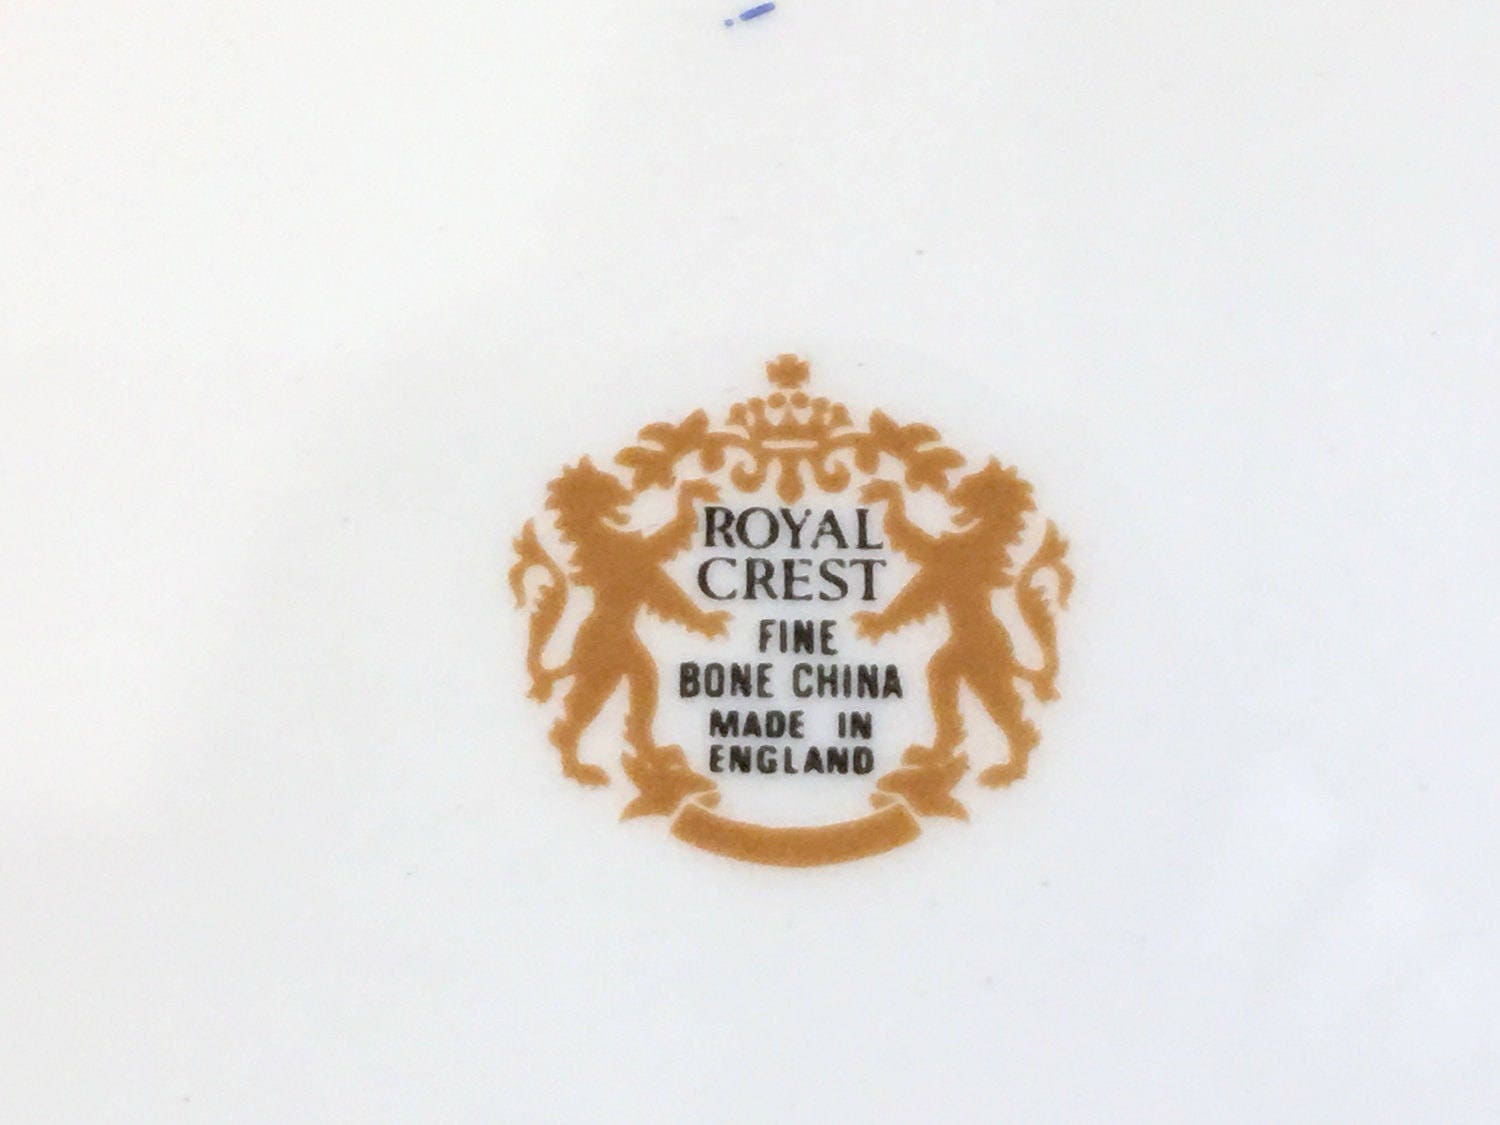 ROYAL
CREST
FINE
BONE CHINA
MADE IN
ENGLAND